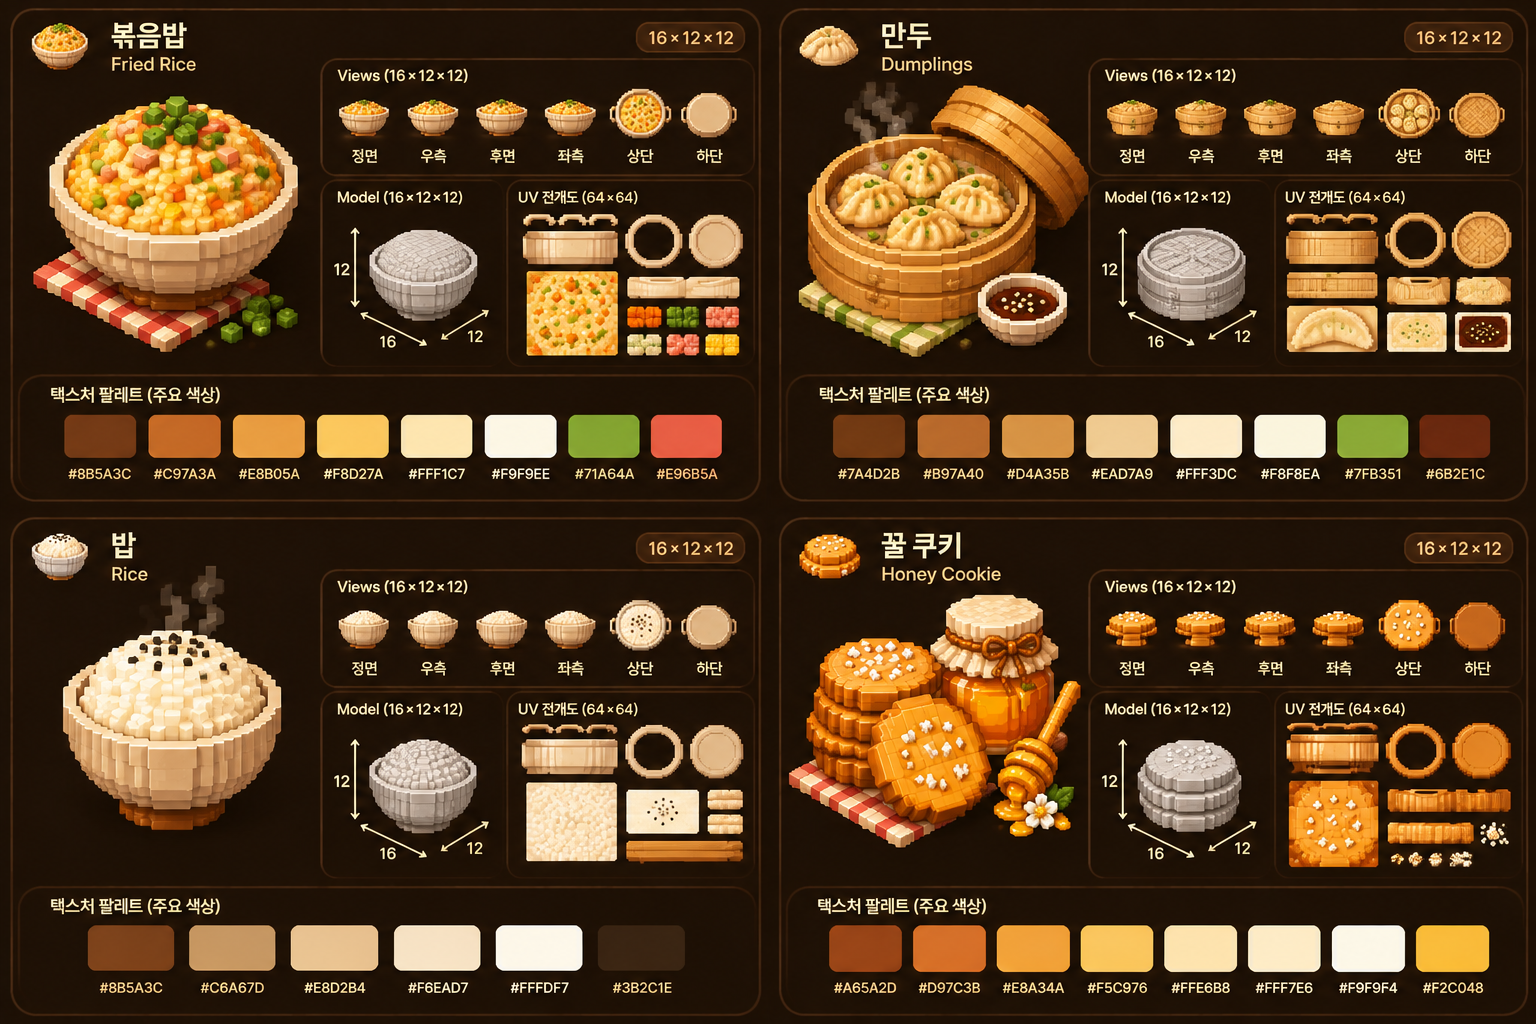 볶음밥
Fried Rice
16×12×12
Views (16×12×12)
정면 우측 후면 좌측 상단 하단
Model (16×12×12)
12
16
12
UV 전개도 (64×64)
택스처 팔레트 (주요 색상)
#8B5A3C #C97A3A #E8B05A #F8D27A #FFF1C7 #F9F9EE #71A64A #E96B5A
만두
Dumplings
16×12×12
Views (16×12×12)
정면 우측 후면 좌측 상단 하단
Model (16×12×12)
12
16
12
UV 전개도 (64×64)
택스처 팔레트 (주요 색상)
#7A4D2B #B97A40 #D4A35B #EAD7A9 #FFF3DC #F8F8EA #7FB351 #6B2E1C
밥
Rice
16×12×12
Views (16×12×12)
정면 우측 후면 좌측 상단 하단
Model (16×12×12)
12
16
12
UV 전개도 (64×64)
택스처 팔레트 (주요 색상)
#8B5A3C #C6A67D #E8D2B4 #F6EAD7 #FFFDF7 #3B2C1E
꿀 쿠키
Honey Cookie
16×12×12
Views (16×12×12)
정면 우측 후면 좌측 상단 하단
Model (16×12×12)
12
16
12
UV 전개도 (64×64)
택스처 팔레트 (주요 색상)
#A65A2D #D97C3B #E8A34A #F5C976 #FFE6B8 #FFF7E6 #F9F9F4 #F2C048